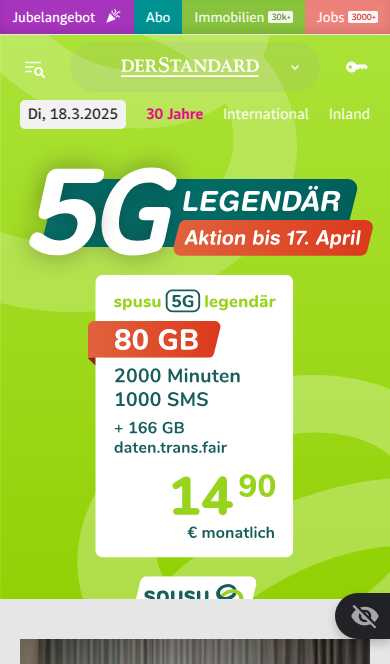 Jubelangebot Abo Immobilien 30k+ Jobs 3000+
DERSTANDARD
Di, 18.3.2025 30 Jahre International Inland
5G LEGENDÄR
Aktion bis 17. April
spusu 5G legendär
80 GB
2000 Minuten
1000 SMS
+ 166 GB
daten.trans.fair
14 90
€ monatlich
spusu